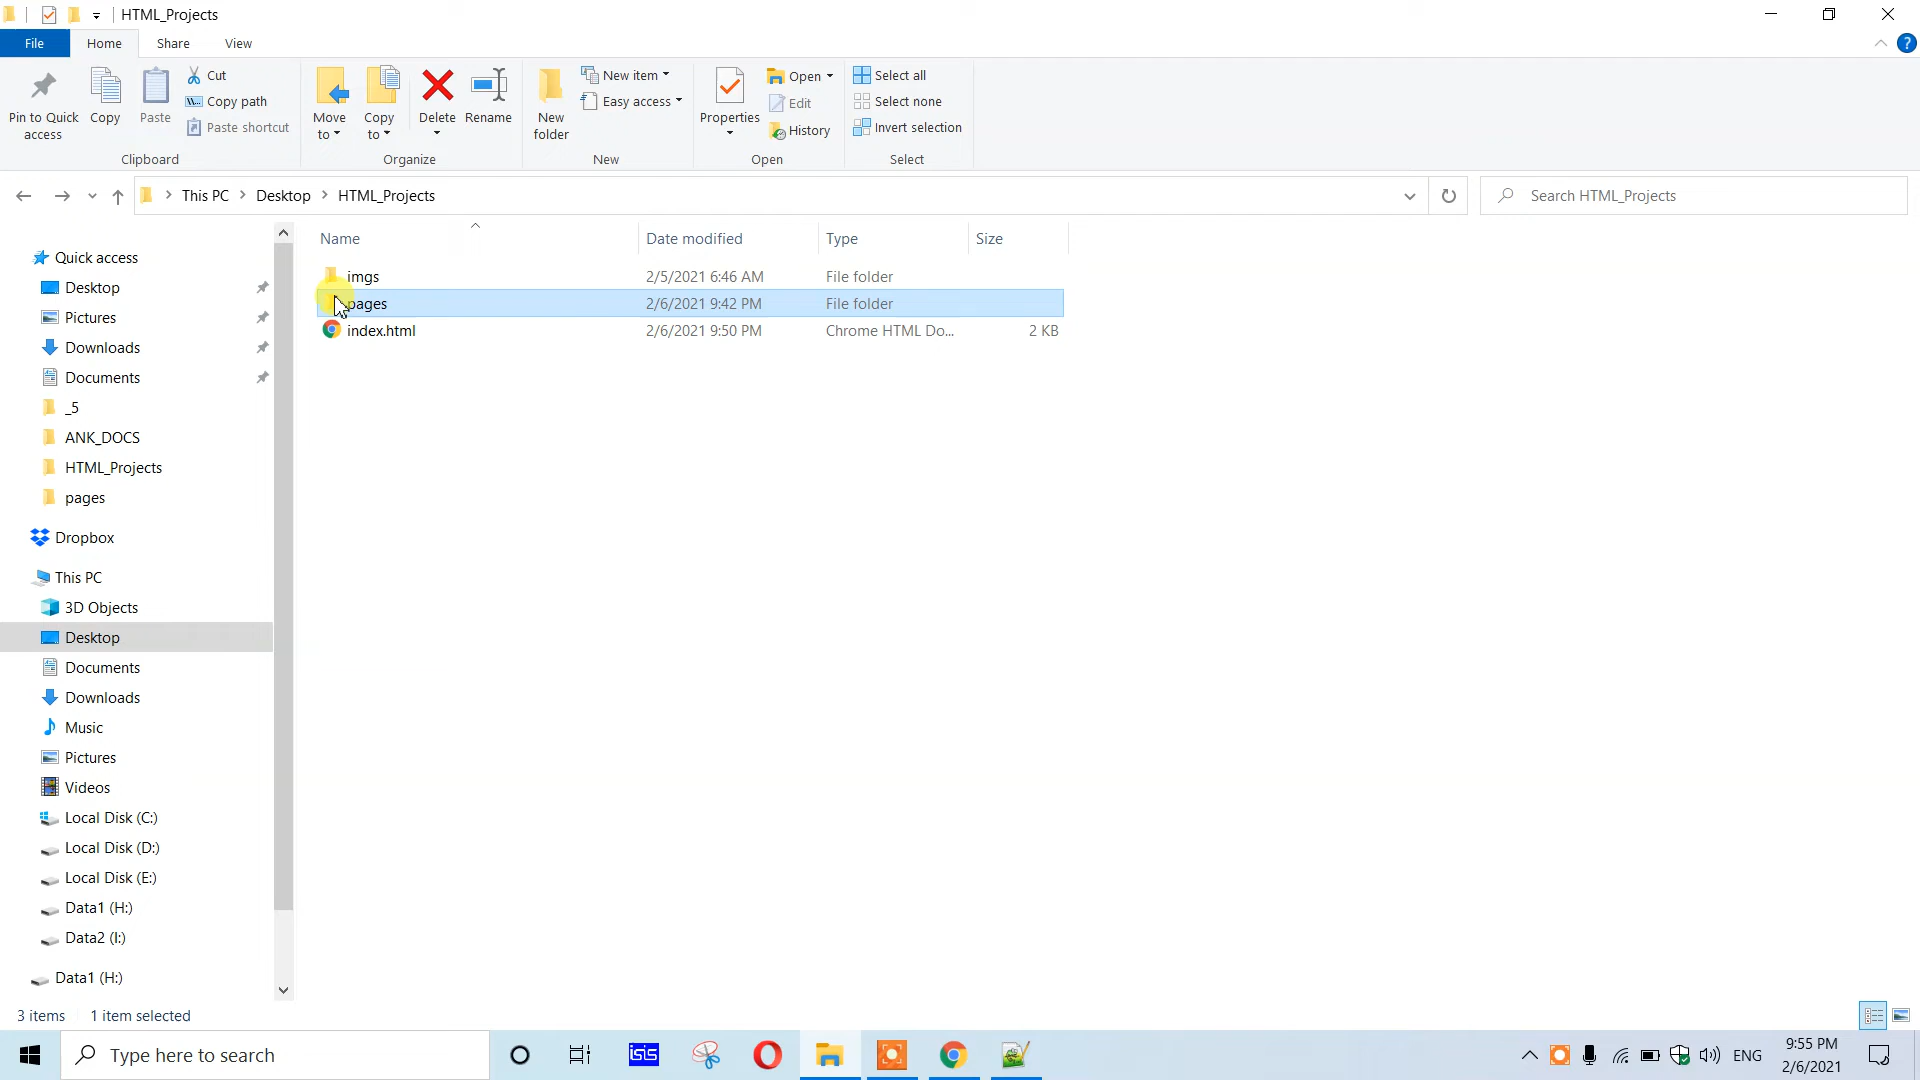 HTML_Projects
File Home Share View
Pin to Quick access
Copy
Paste
Cut
Copy path
Paste shortcut
Clipboard
Move to
Copy to
Delete
Rename
Organize
New folder
New item
Easy access
New
Properties
Open
Edit
History
Open
Select all
Select none
Invert selection
Select
This PC Desktop HTML_Projects
Search HTML_Projects
Name Date modified Type Size
imgs 2/5/2021 6:46 AM File folder
pages 2/6/2021 9:42 PM File folder
index.html 2/6/2021 9:50 PM Chrome HTML Do... 2 KB
Quick access
Desktop
Pictures
Downloads
Documents
_5
ANK_DOCS
HTML_Projects
pages
Dropbox
This PC
3D Objects
Desktop
Documents
Downloads
Music
Pictures
Videos
Local Disk (C:)
Local Disk (D:)
Local Disk (E:)
Data1 (H:)
Data2 (I:)
Data1 (H:)
3 items 1 item selected
Type here to search
isis
ENG
9:55 PM
2/6/2021